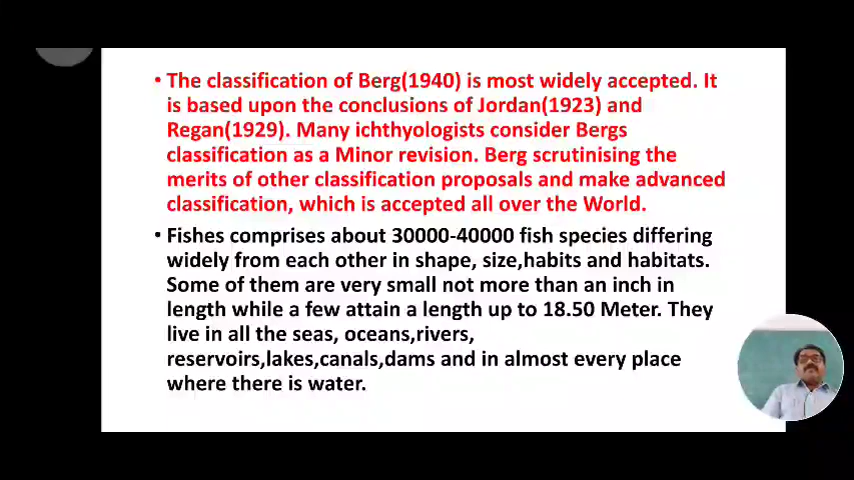 • The classification of Berg(1940) is most widely accepted. It
is based upon the conclusions of Jordan(1923) and
Regan(1929). Many ichthyologists consider Bergs
classification as a Minor revision. Berg scrutinising the
merits of other classification proposals and make advanced
classification, which is accepted all over the World.
• Fishes comprises about 30000-40000 fish species differing
widely from each other in shape, size,habits and habitats.
Some of them are very small not more than an inch in
length while a few attain a length up to 18.50 Meter. They
live in all the seas, oceans,rivers,
reservoirs,lakes,canals,dams and in almost every place
where there is water.